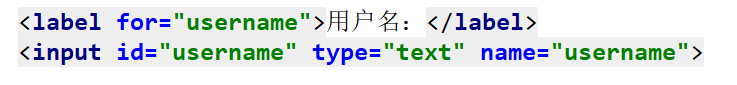 <label for="username">用户名：</label>
<input id="username" type="text" name="username">